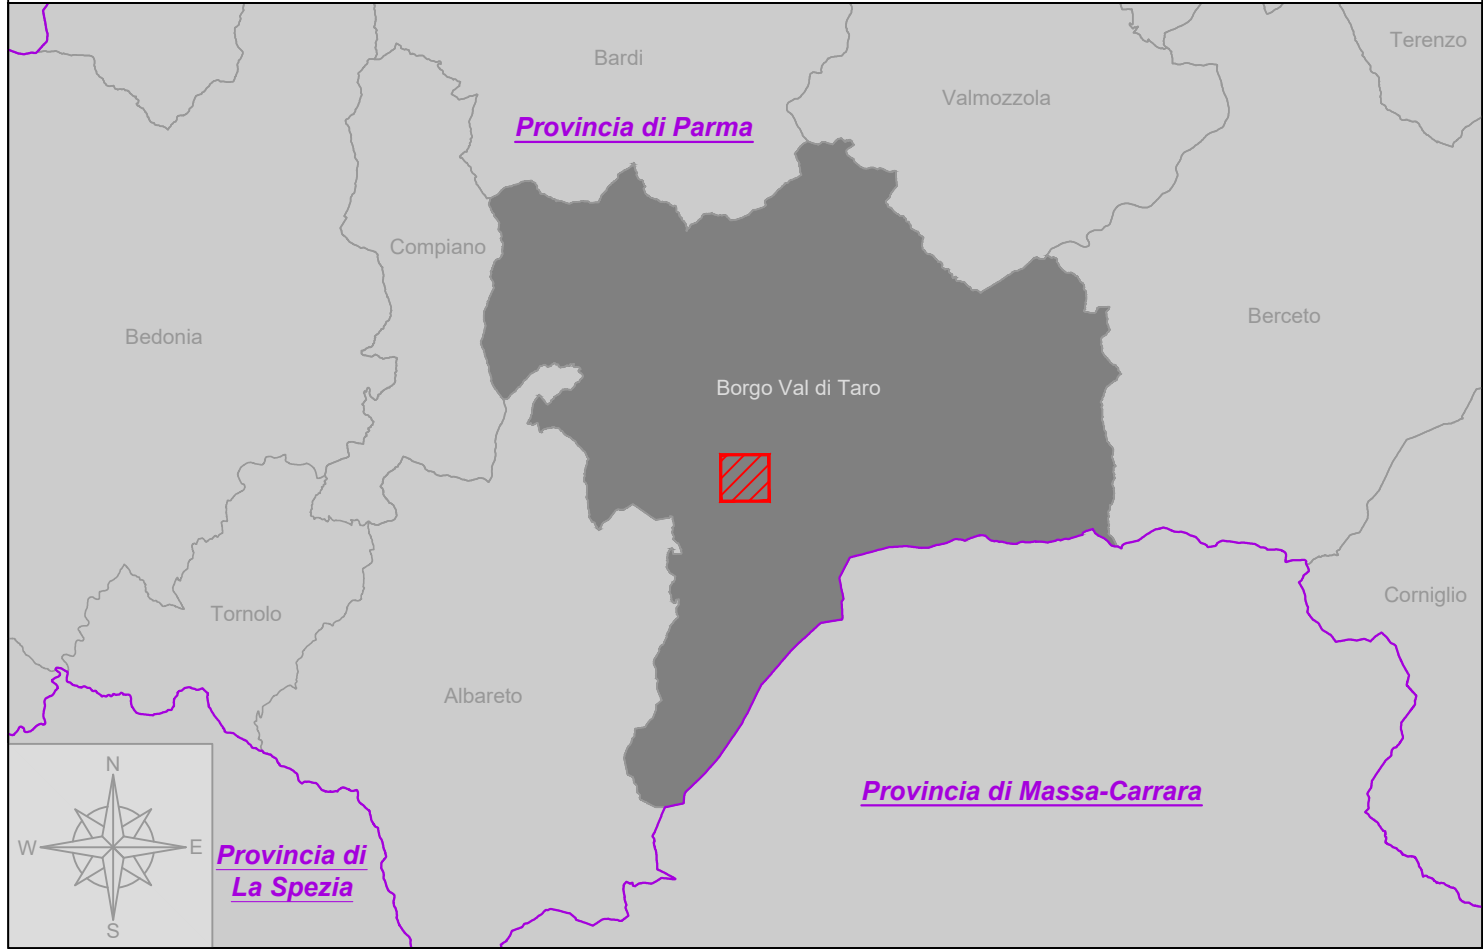 Terenzo
Bardi
Valmozzola
Provincia di Parma
Compiano
Berceto
Bedonia
Borgo Val di Taro
Corniglio
Tornolo
Albareto
N
Provincia di Massa-Carrara
W
E
Provincia di
La Spezia
S